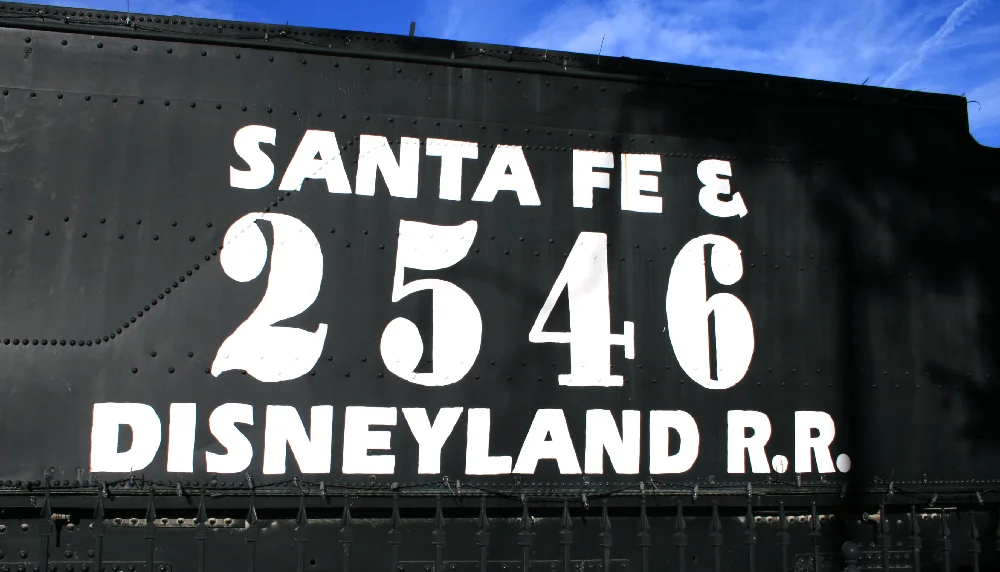 SANTA FE &
2546
DISNEYLAND R.R.